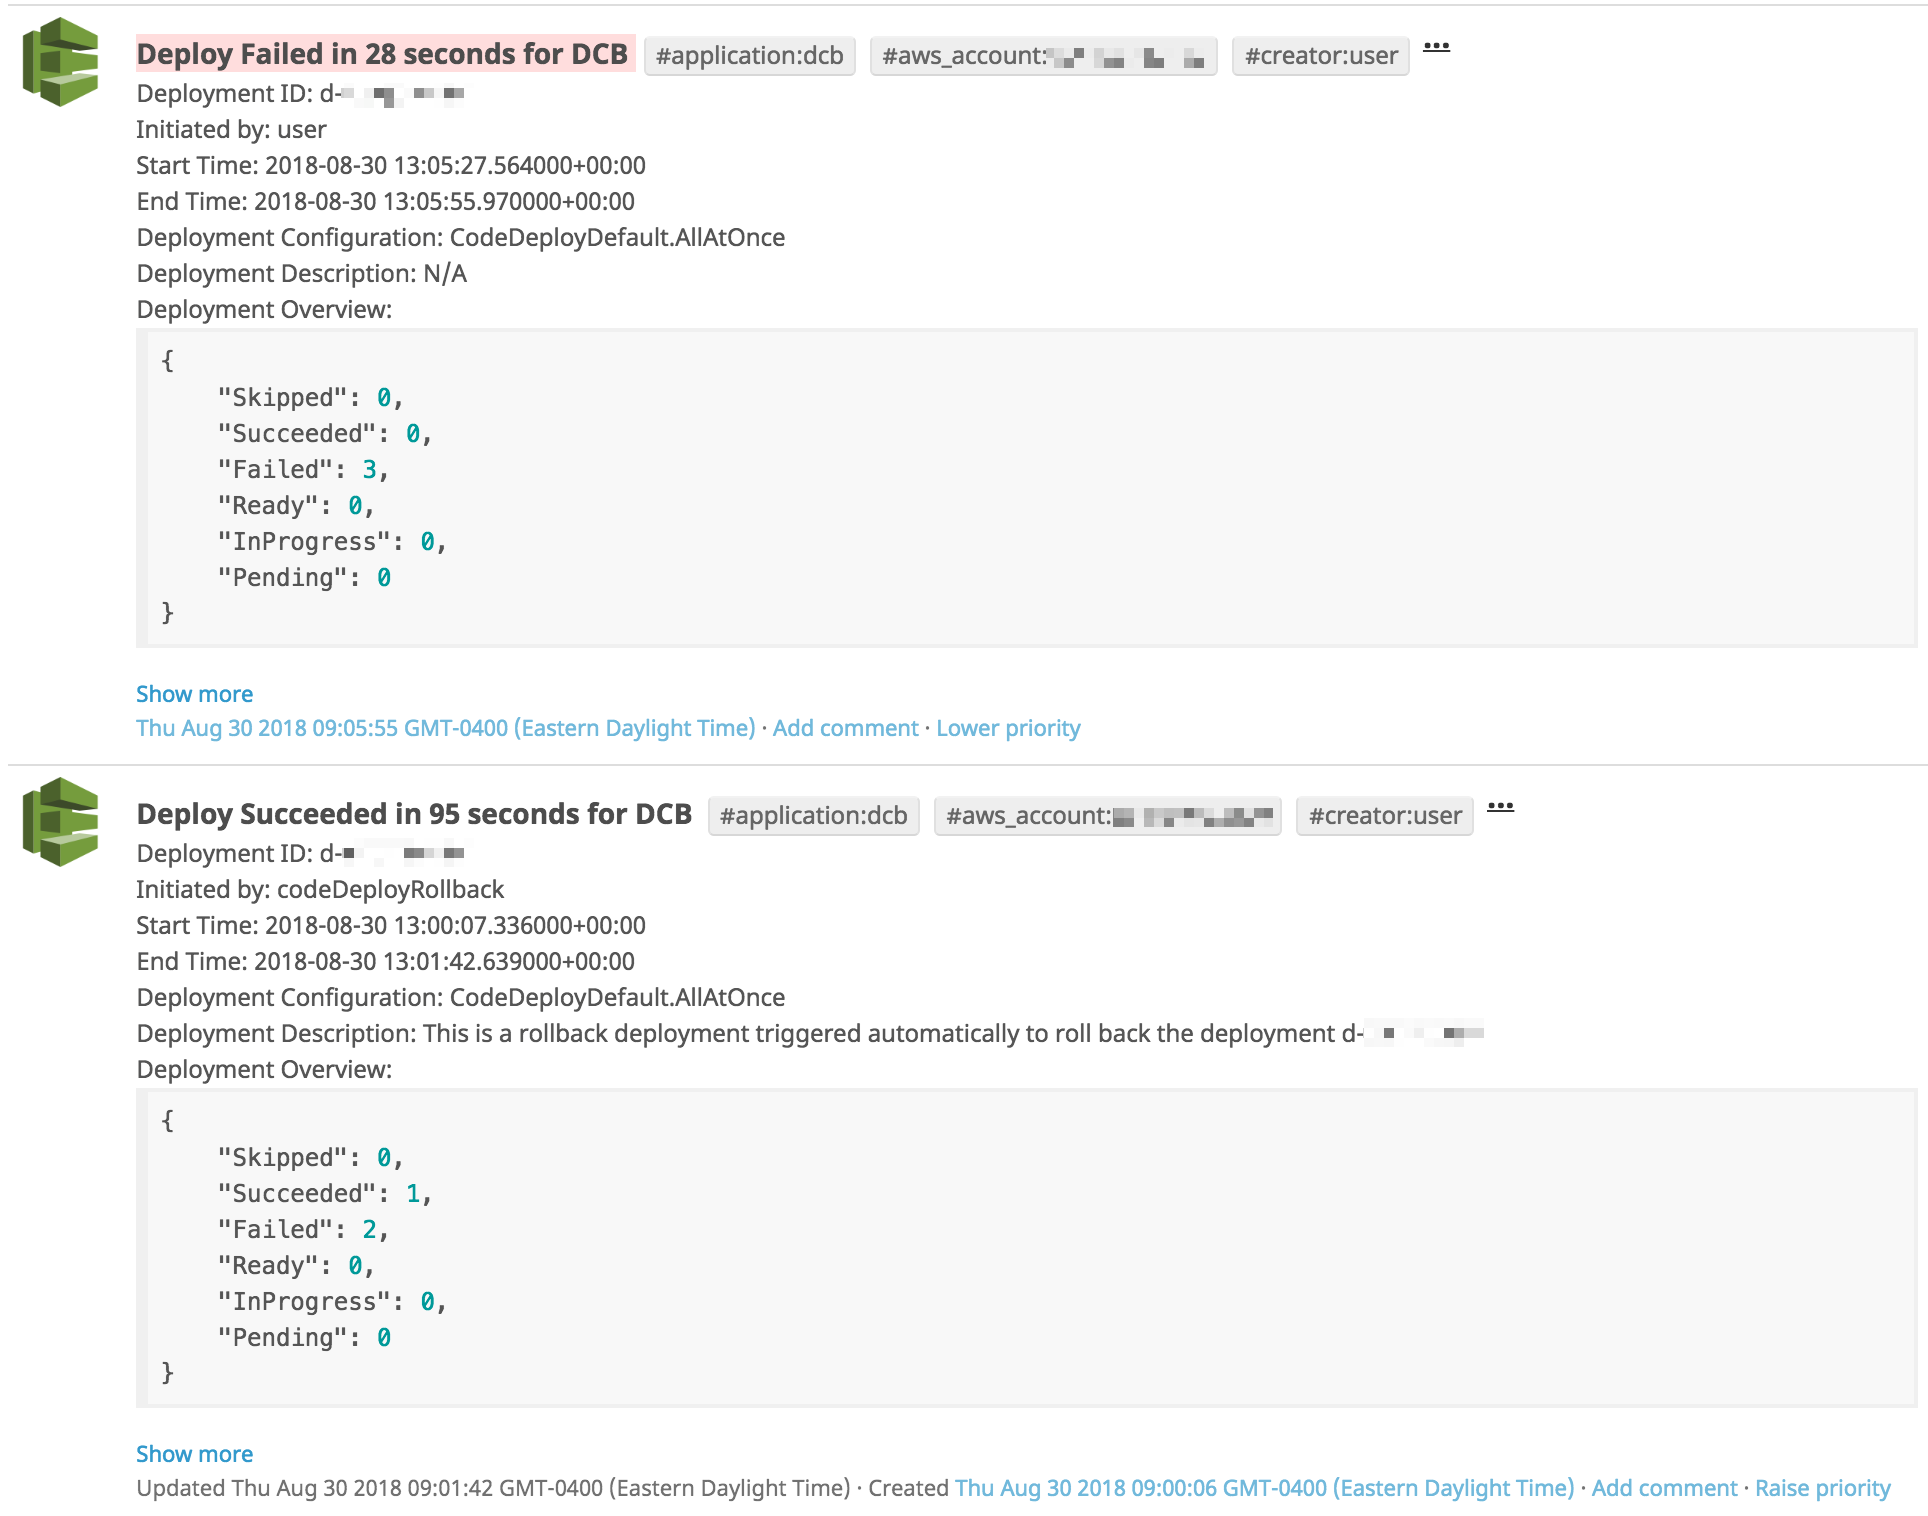 Deploy Failed in 28 seconds for DCB #application:dcb #aws_account: #creator:user ...
Deployment ID: d-
Initiated by: user
Start Time: 2018-08-30 13:05:27.564000+00:00
End Time: 2018-08-30 13:05:55.970000+00:00
Deployment Configuration: CodeDeployDefault.AllAtOnce
Deployment Description: N/A
Deployment Overview:
{
"Skipped": 0,
"Succeeded": 0,
"Failed": 3,
"Ready": 0,
"InProgress": 0,
"Pending": 0
}
Show more
Thu Aug 30 2018 09:05:55 GMT-0400 (Eastern Daylight Time) · Add comment · Lower priority
Deploy Succeeded in 95 seconds for DCB #application:dcb #aws_account: #creator:user ...
Deployment ID: d-
Initiated by: codeDeployRollback
Start Time: 2018-08-30 13:00:07.336000+00:00
End Time: 2018-08-30 13:01:42.639000+00:00
Deployment Configuration: CodeDeployDefault.AllAtOnce
Deployment Description: This is a rollback deployment triggered automatically to roll back the deployment d-
Deployment Overview:
{
"Skipped": 0,
"Succeeded": 1,
"Failed": 2,
"Ready": 0,
"InProgress": 0,
"Pending": 0
}
Show more
Updated Thu Aug 30 2018 09:01:42 GMT-0400 (Eastern Daylight Time) · Created Thu Aug 30 2018 09:00:06 GMT-0400 (Eastern Daylight Time) · Add comment · Raise priority